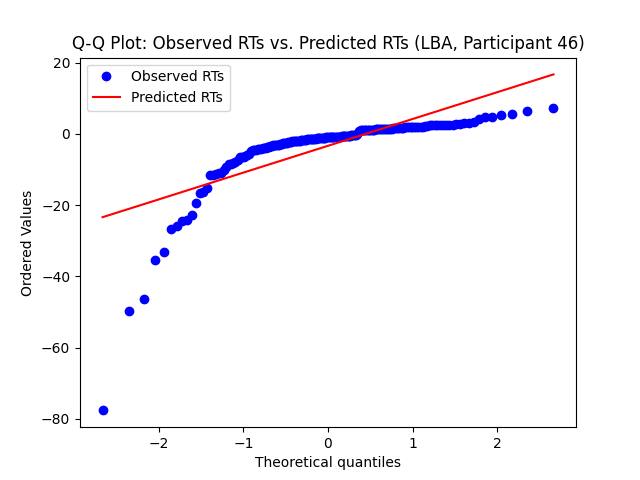 Q-Q Plot: Observed RTs vs. Predicted RTs (LBA, Participant 46)
Observed RTs
Predicted RTs
20
0
−20
−40
−60
−80
Ordered Values
−2
−1
0
1
2
Theoretical quantiles